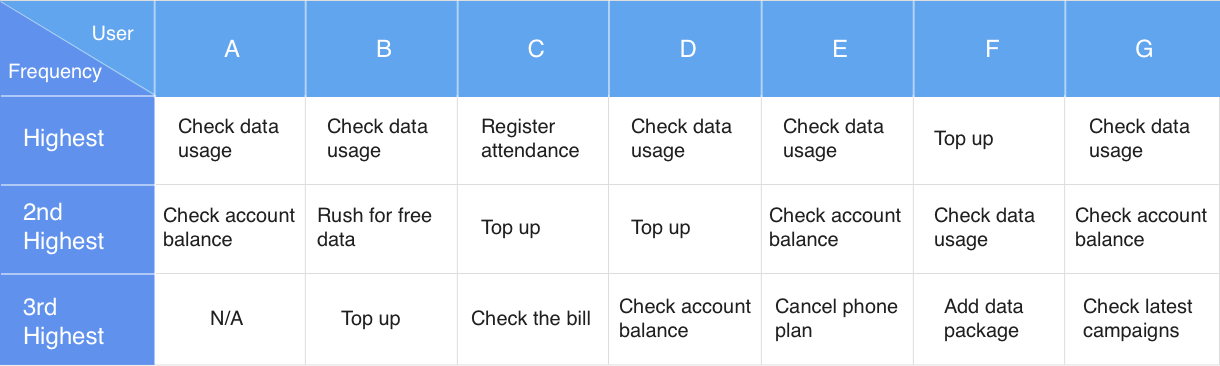 User
Frequency
A
B
C
D
E
F
G
Highest
Check data
usage
Check data
usage
Register
attendance
Check data
usage
Check data
usage
Top up
Check data
usage
2nd
Highest
Check account
balance
Rush for free
data
Top up
Top up
Check account
balance
Check data
usage
Check account
balance
3rd
Highest
N/A
Top up
Check the bill
Check account
balance
Cancel phone
plan
Add data
package
Check latest
campaigns